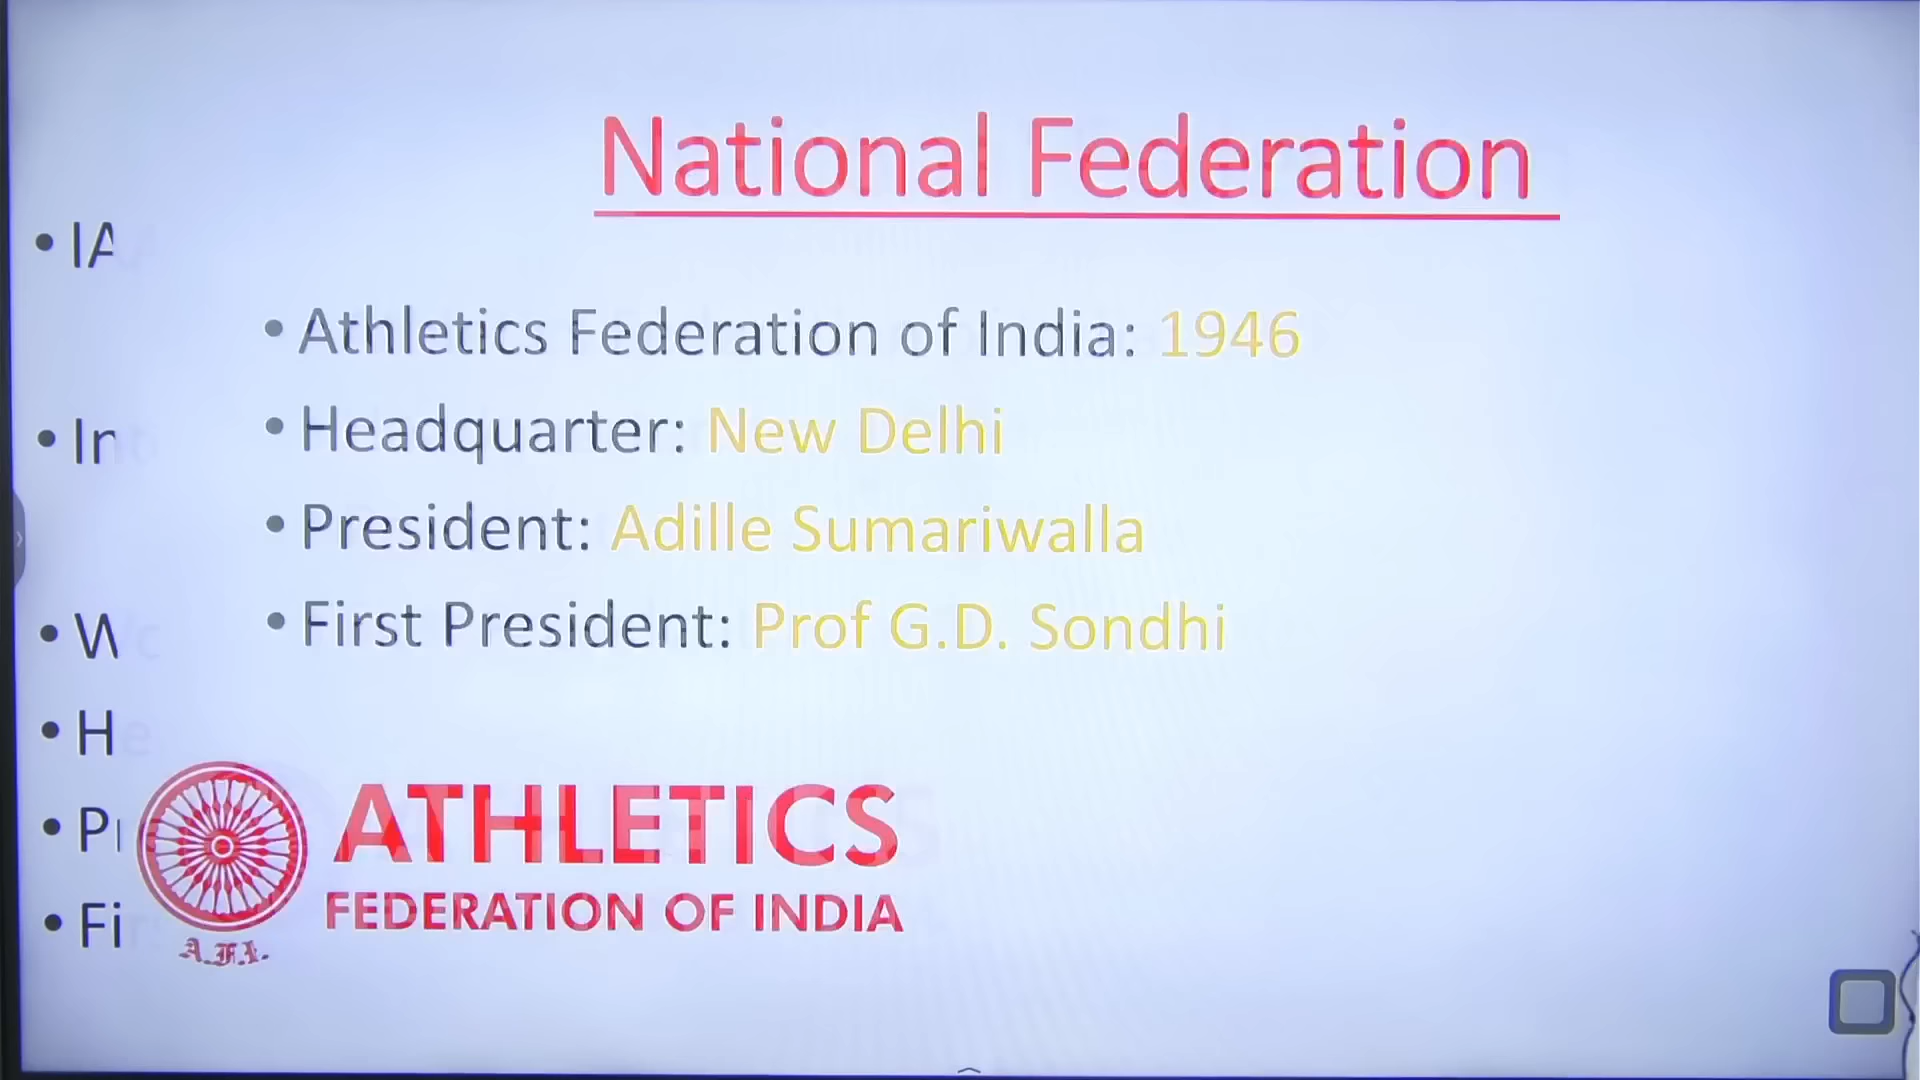 National Federation
• IA
• Athletics Federation of India: 1946
• In
• Headquarter: New Delhi
• President: Adille Sumariwalla
• First President: Prof G.D. Sondhi
• W
• H
• Pr
• Fi
ATHLETICS
FEDERATION OF INDIA
A.F.I.